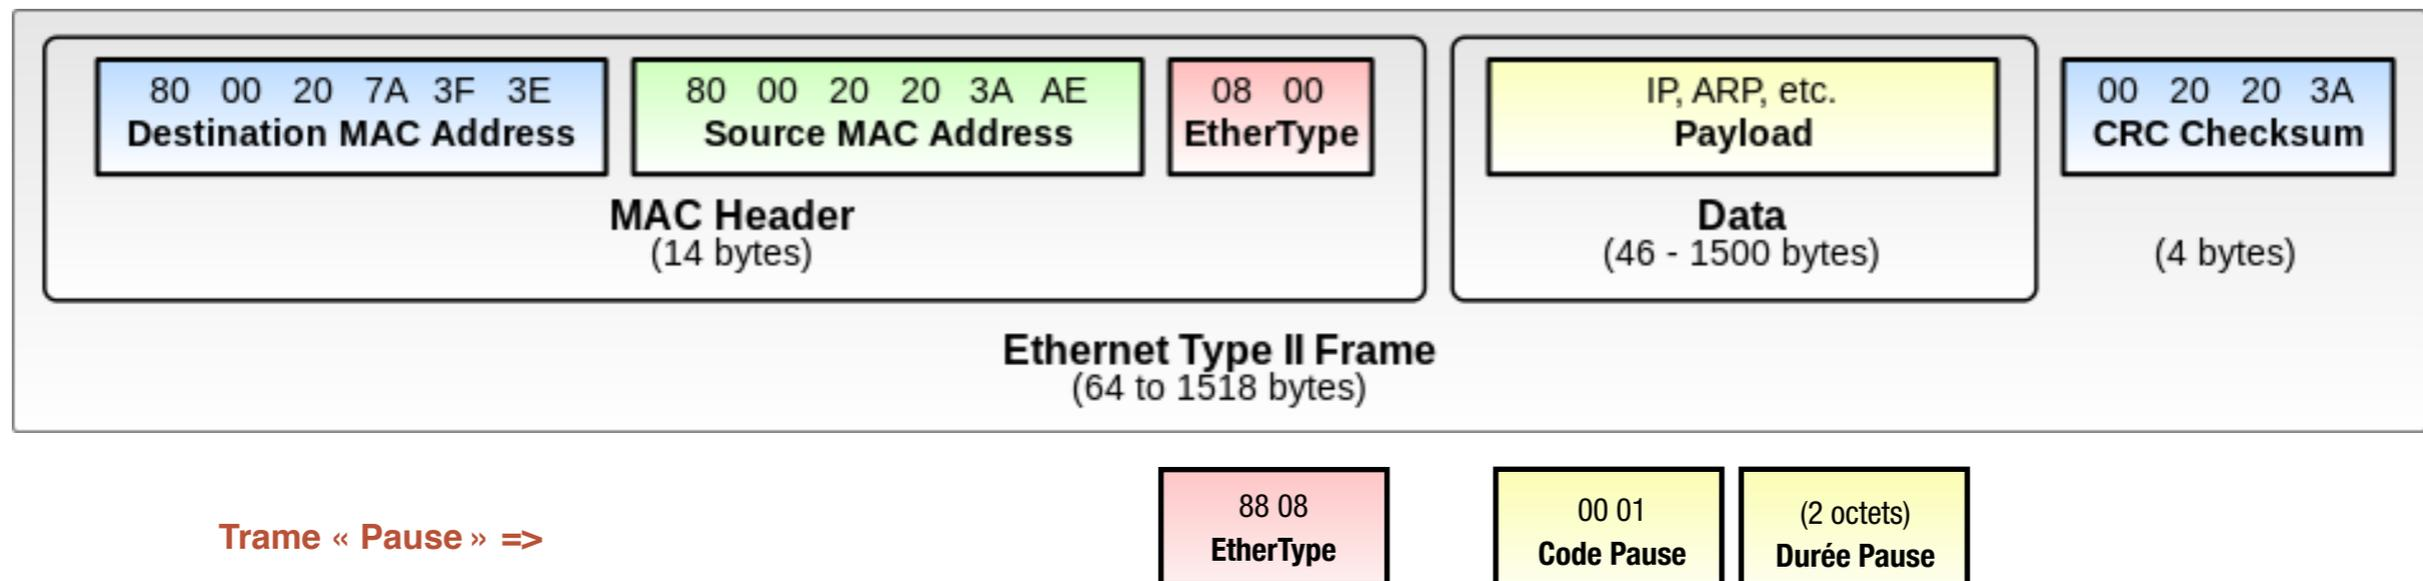 80 00 20 7A 3F 3E
Destination MAC Address
80 00 20 20 3A AE
Source MAC Address
08 00
EtherType
IP, ARP, etc.
Payload
00 20 20 3A
CRC Checksum
MAC Header
(14 bytes)
Data
(46 - 1500 bytes)
(4 bytes)
Ethernet Type II Frame
(64 to 1518 bytes)
Trame « Pause » =>
88 08
EtherType
00 01
Code Pause
(2 octets)
Durée Pause